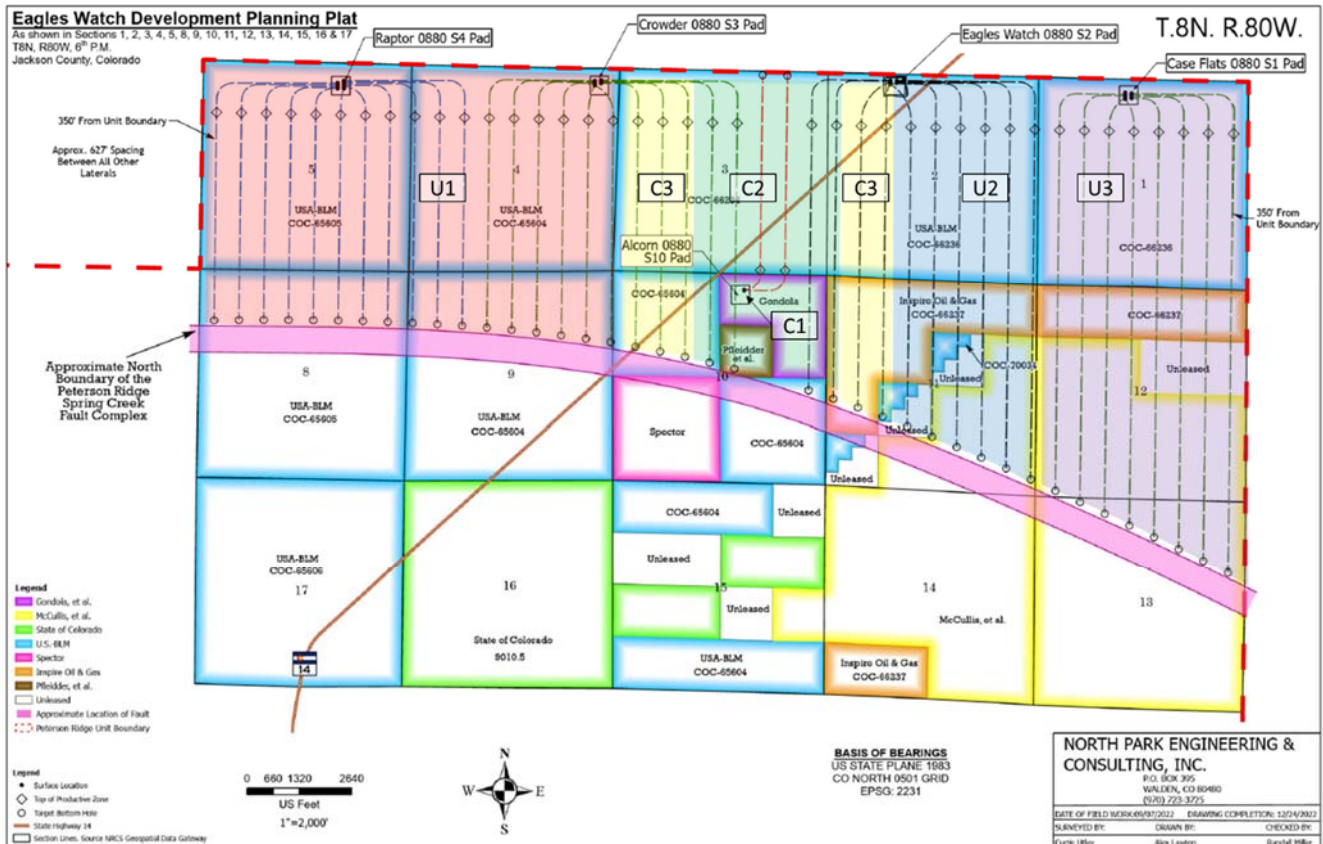 Eagles Watch Development Planning Plat
As shown in Sections 1, 2, 3, 4, 5, 8, 9, 10, 11, 12, 13, 14, 15, 16 & 17
T8N, R80W, 6th P.M.
Jackson County, Colorado
T.8N. R.80W.
Raptor 0880 S4 Pad
Crowder 0880 S3 Pad
Eagles Watch 0880 S2 Pad
Case Flats 0880 S1 Pad
350' From Unit Boundary
Approx. 627' Spacing
Between All Other
Laterals
5
U1
4
C3
3
C2
C3
2
U2
U3
1
USA-BLM
COC-65605
USA-BLM
COC-65604
USA-BLM
COC-66236
COC-66236
350' From
Unit Boundary
Alcorn 0880
S10 Pad
COC-65604
Gondola
C1
Pfleidder
et al.
Inspiro Oil & Gas
COC-66237
COC-66237
COC-70034
Unleased
Unleased
Unleased
Unleased
Approximate North
Boundary of the
Peterson Ridge
Spring Creek
Fault Complex
8
9
10
11
12
USA-BLM
COC-65605
USA-BLM
COC-65604
Spector
COC-65604
USA-BLM
COC-65606
17
16
State of Colorado
9010.5
COC-65604
Unleased
Unleased
15
Unleased
USA-BLM
COC-65604
14
McCullis, et al.
Inspiro Oil & Gas
COC-66237
13
14
Legend
Gondola, et al.
McCullis, et al.
State of Colorado
U.S.-BLM
Spector
Inspire Oil & Gas
Pfleidder, et al.
Unleased
Approximate Location of Fault
Peterson Ridge Unit Boundary
Legend
Surface Location
Top of Productive Zone
Target Bottom Hole
State Highway 14
Section Lines. Source NRCS Geospatial Data Gateway
0 660 1320 2640
US Feet
1"=2,000'
N
W E
S
BASIS OF BEARINGS
US STATE PLANE 1983
CO NORTH 0501 GRID
EPSG: 2231
NORTH PARK ENGINEERING &
CONSULTING, INC.
P.O. BOX 395
WALDEN, CO 80480
(970) 723-3725
DATE OF FIELD WORK:09/07/2022 DRAWING COMPLETION: 12/24/2022
SURVEYED BY: DRAWN BY: CHECKED BY: